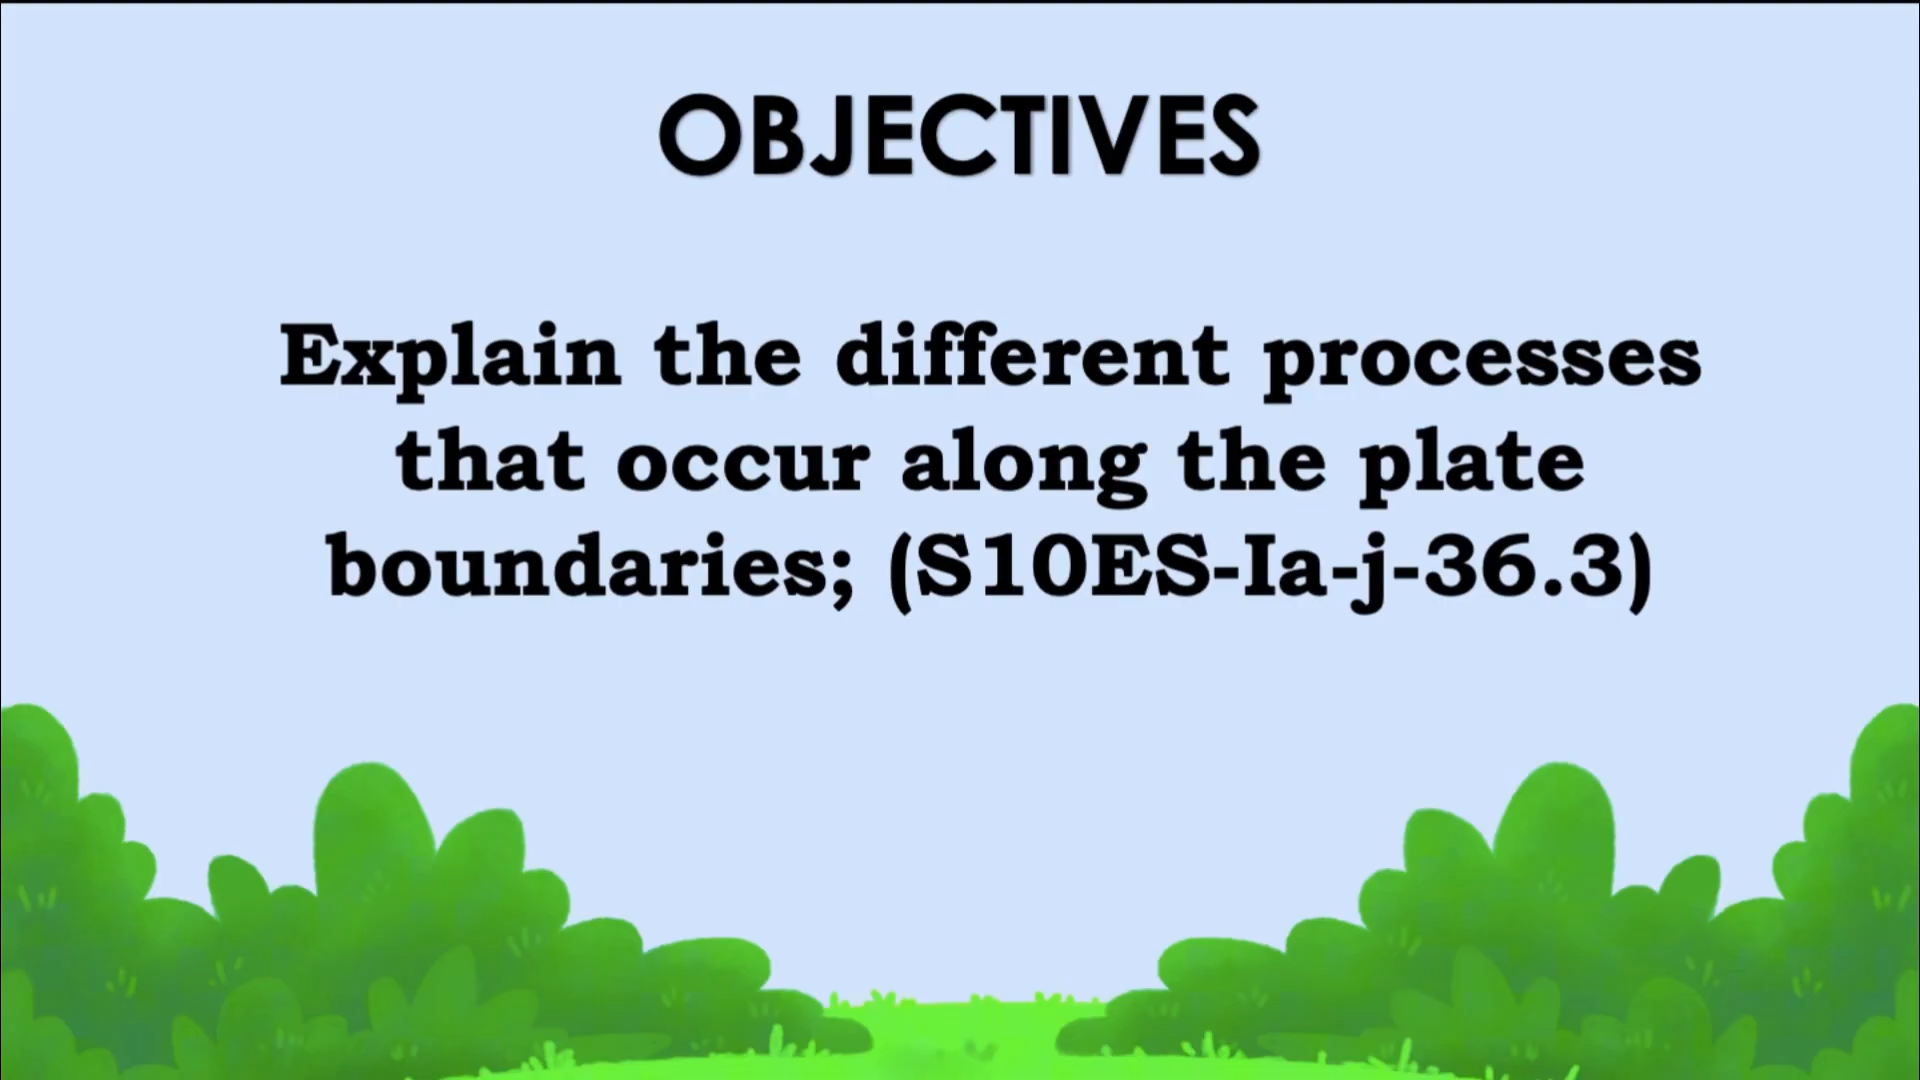 OBJECTIVES
Explain the different processes
that occur along the plate
boundaries; (S10ES-Ia-j-36.3)